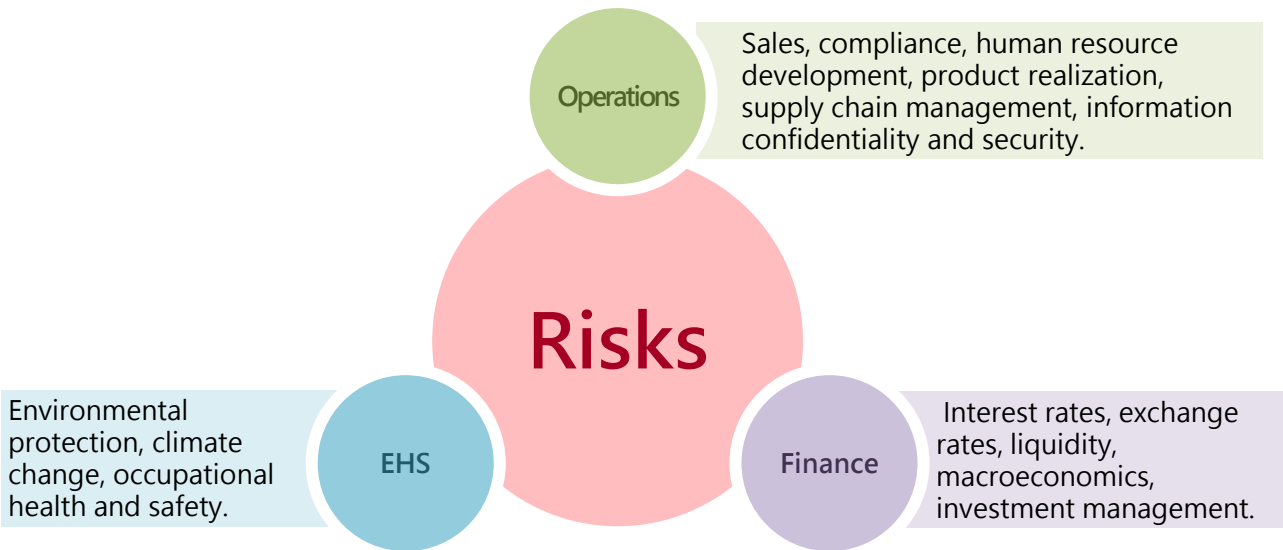 Operations
Sales, compliance, human resource
development, product realization,
supply chain management, information
confidentiality and security.
Risks
Environmental
protection, climate
change, occupational
health and safety.
EHS
Finance
Interest rates, exchange
rates, liquidity,
macroeconomics,
investment management.